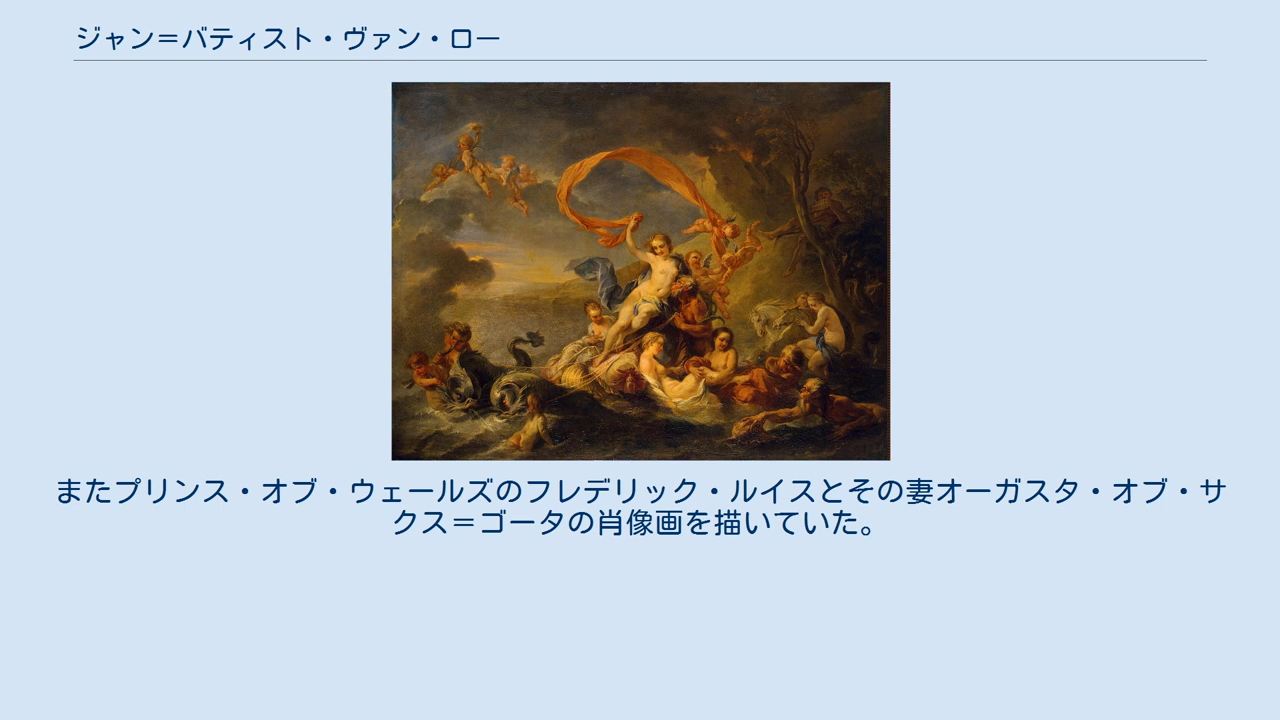 ジャン＝バティスト・ヴァン・ロー
またプリンス・オブ・ウェールズのフレデリック・ルイスとその妻オーガスタ・オブ・サ
クス＝ゴータの肖像画を描いていた。